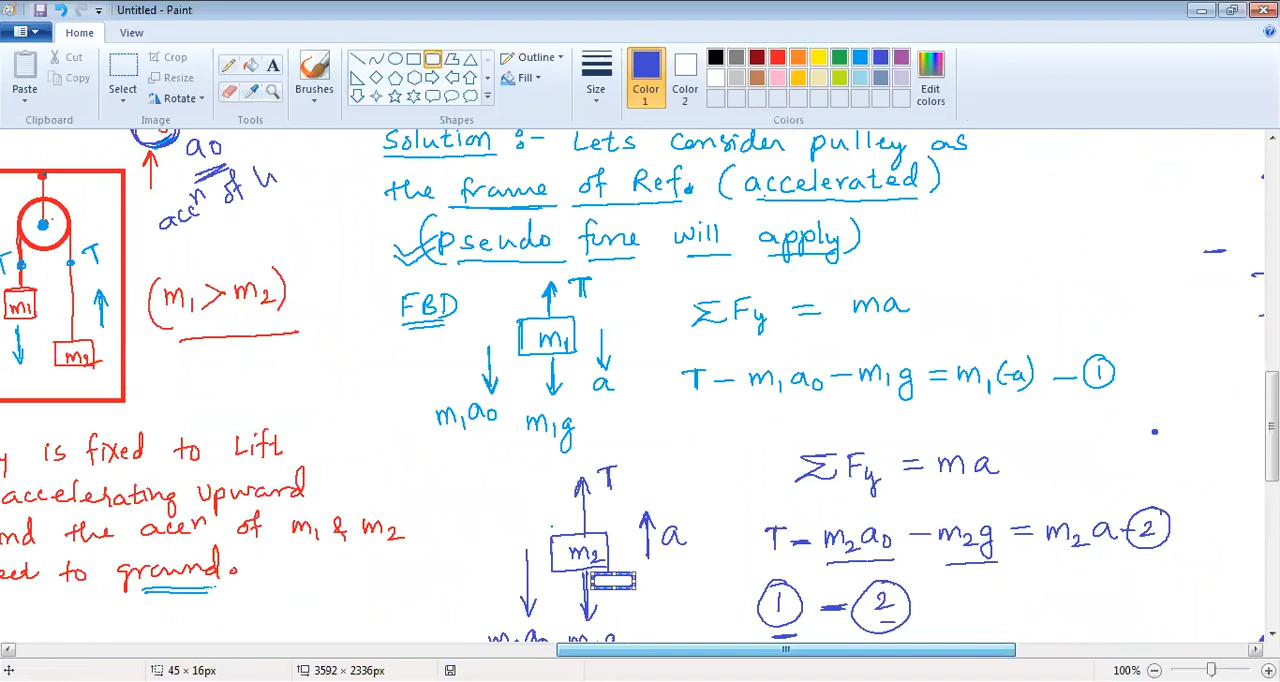 Untitled - Paint
Home View
Cut
Copy
Paste
Clipboard
Crop
Resize
Rotate
Select
Image
Tools
Brushes
Shapes
Outline
Fill
Size
Color 1
Color 2
Edit colors
Colors
a0
accn of
T T
m1
m2
(m1 > m2)
y is fixed to Lift
accelerating upward
nd the accn of m1 & m2
to ground.
Solution :- Lets consider pulley as
the frame of Ref. (accelerated)
(Pseudo force will apply)
FBD
T
m1
a
m1a0 m1g
ΣFy = ma
T - m1a0 - m1g = m1(-a) - 1
T
m2
a
ΣFy = ma
T - m2a0 - m2g = m2a - 2
1 - 2
45 × 16px
3592 × 2336px
100%